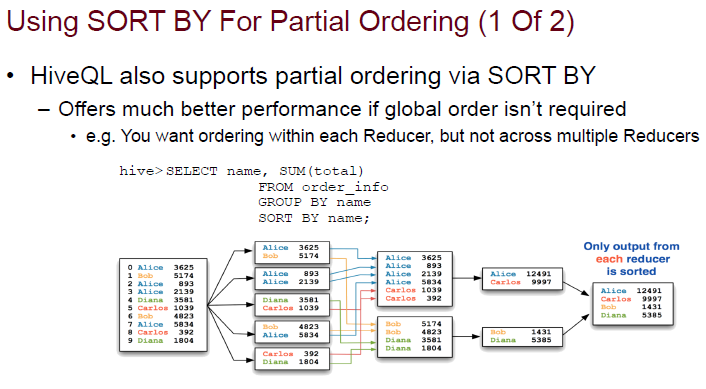 Using SORT BY For Partial Ordering (1 Of 2)
• HiveQL also supports partial ordering via SORT BY
– Offers much better performance if global order isn't required
• e.g. You want ordering within each Reducer, but not across multiple Reducers
hive> SELECT name, SUM(total)
FROM order_info
GROUP BY name
SORT BY name;
0 Alice 3625
1 Bob 5174
2 Alice 893
3 Alice 2139
4 Diana 3581
5 Carlos 1039
6 Bob 4823
7 Alice 5834
8 Carlos 392
9 Diana 1804
Alice 3625
Bob 5174
Alice 893
Alice 2139
Diana 3581
Carlos 1039
Bob 4823
Alice 5834
Carlos 392
Diana 1804
Alice 3625
Alice 893
Alice 2139
Alice 5834
Carlos 1039
Carlos 392
Bob 5174
Bob 4823
Diana 3581
Diana 1804
Alice 12491
Carlos 9997
Bob 1431
Diana 5385
Only output from
each reducer
is sorted
Alice 12491
Carlos 9997
Bob 1431
Diana 5385